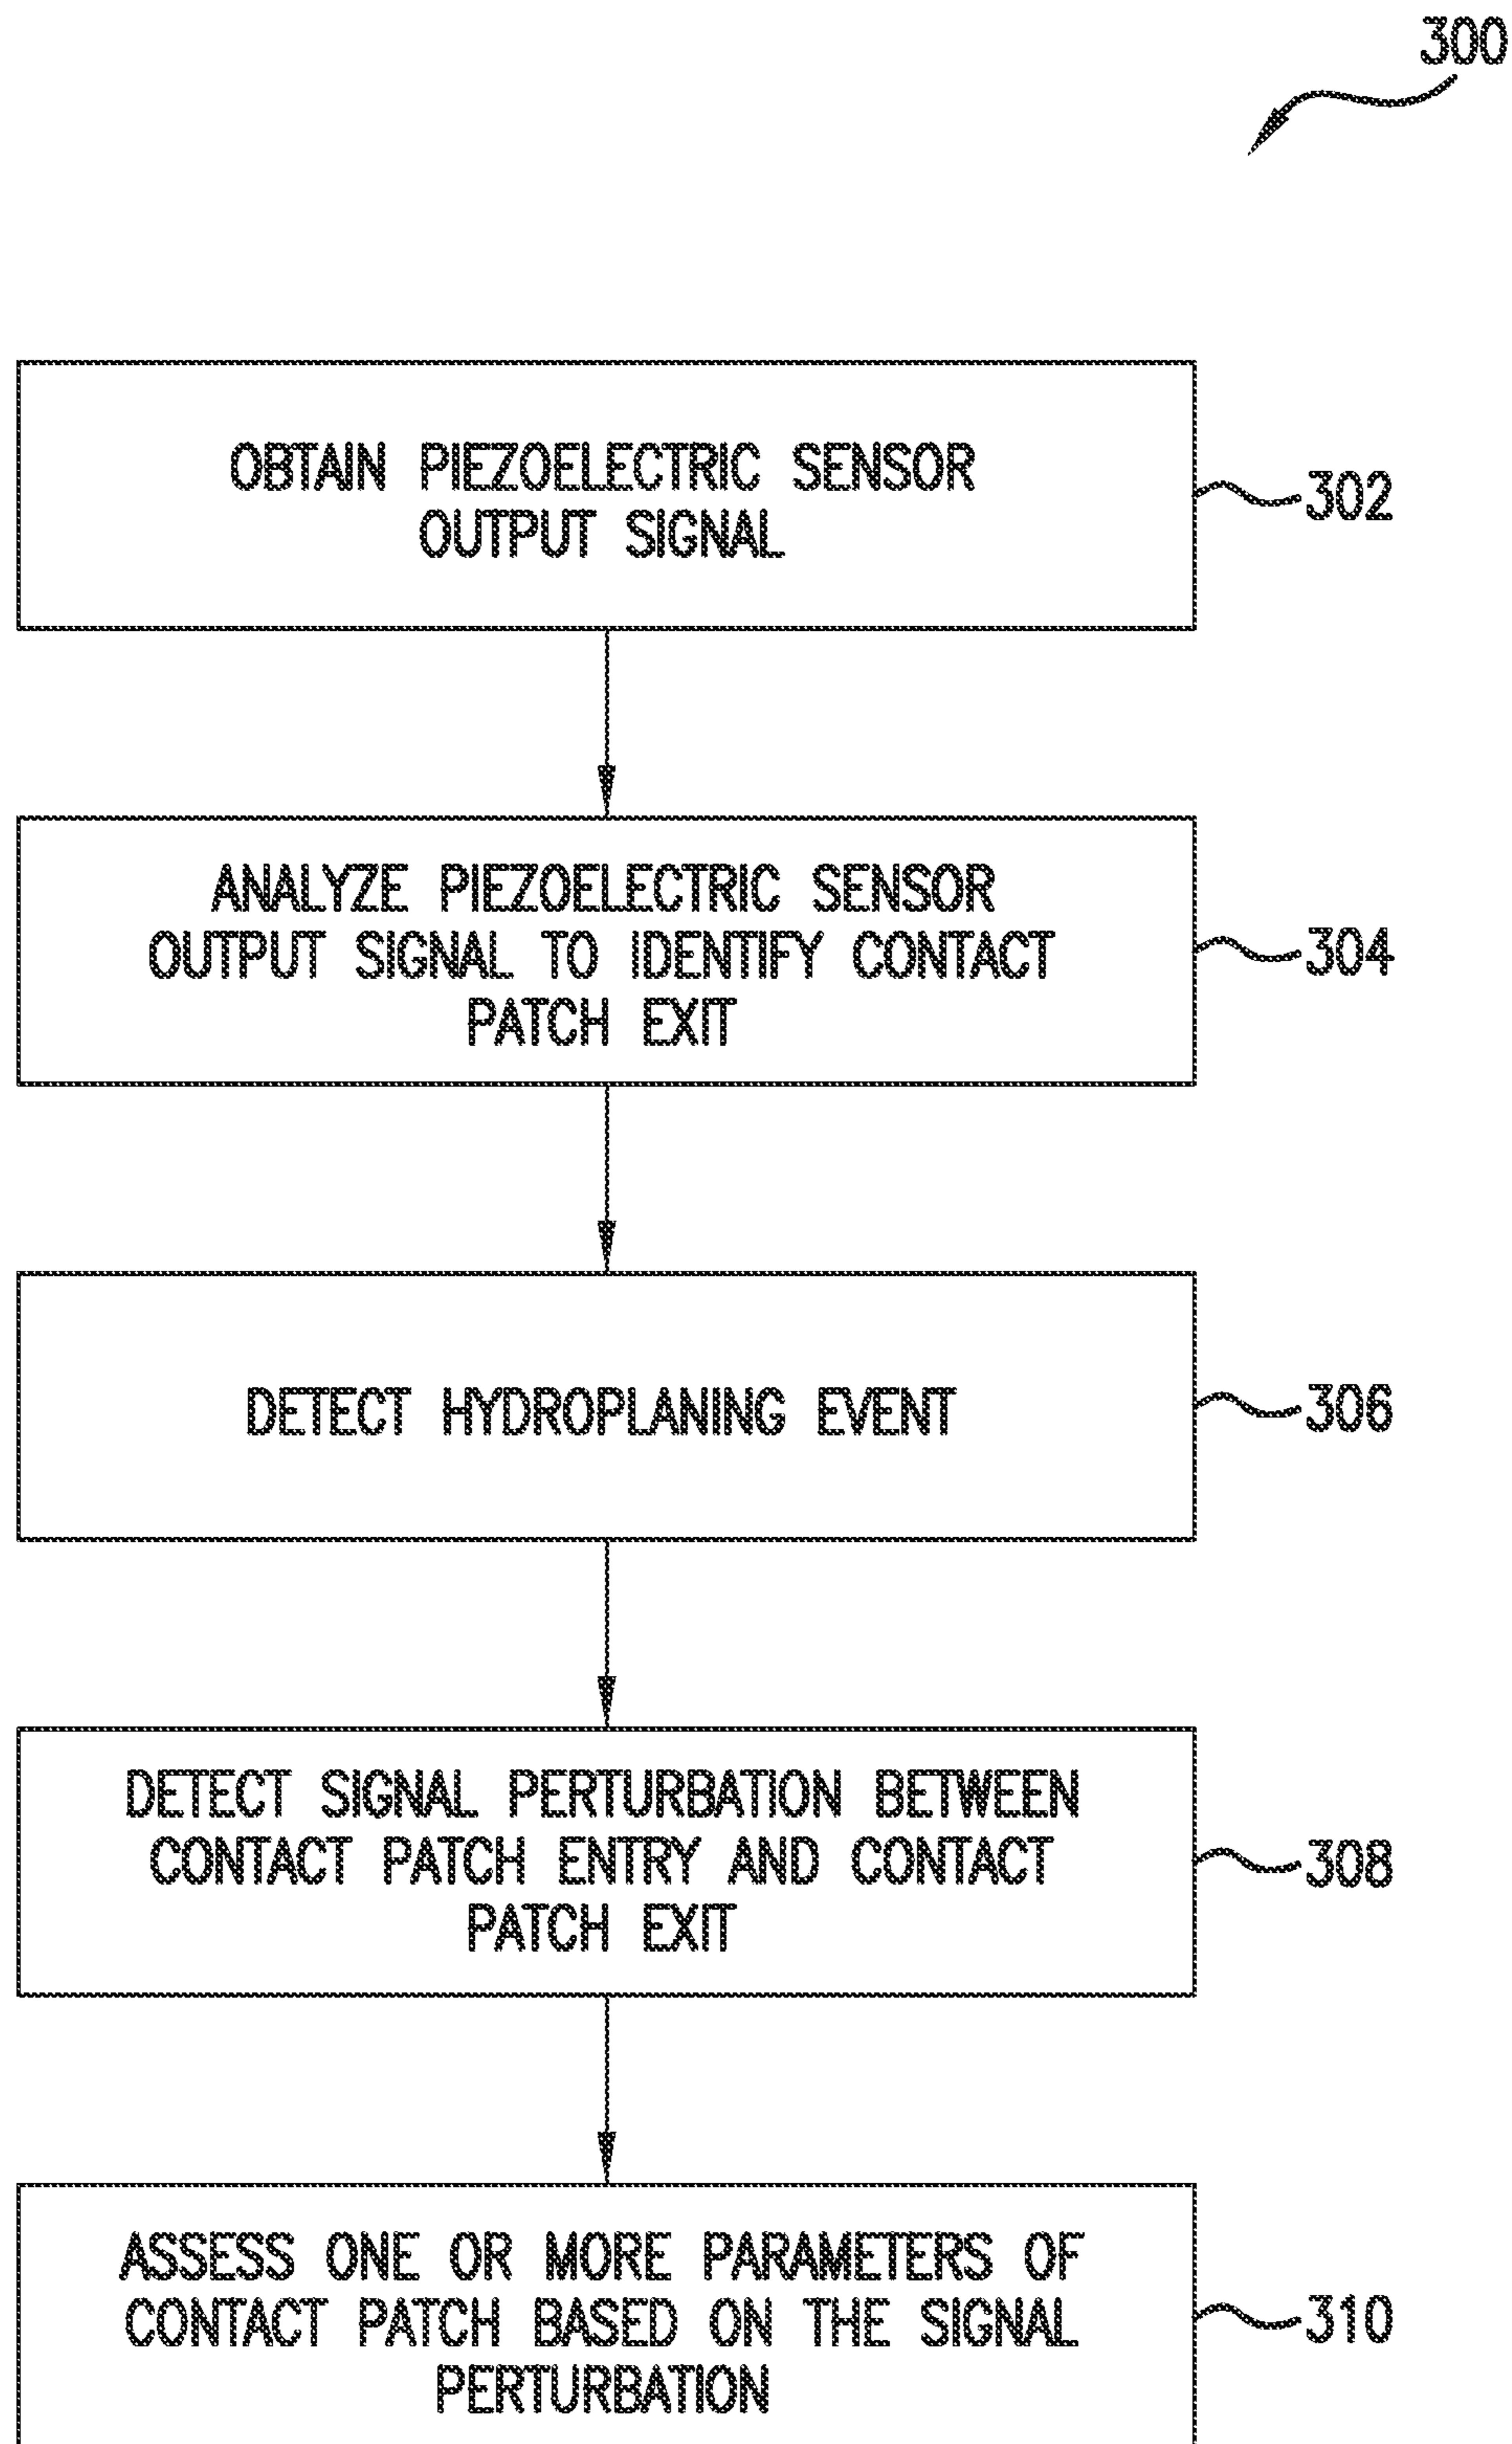 300
OBTAIN PIEZOELECTRIC SENSOR
OUTPUT SIGNAL
302
ANALYZE PIEZOELECTRIC SENSOR
OUTPUT SIGNAL TO IDENTIFY CONTACT
PATCH EXIT
304
DETECT HYDROPLANING EVENT
306
DETECT SIGNAL PERTURBATION BETWEEN
CONTACT PATCH ENTRY AND CONTACT
PATCH EXIT
308
ASSESS ONE OR MORE PARAMETERS OF
CONTACT PATCH BASED ON THE SIGNAL
PERTURBATION
310